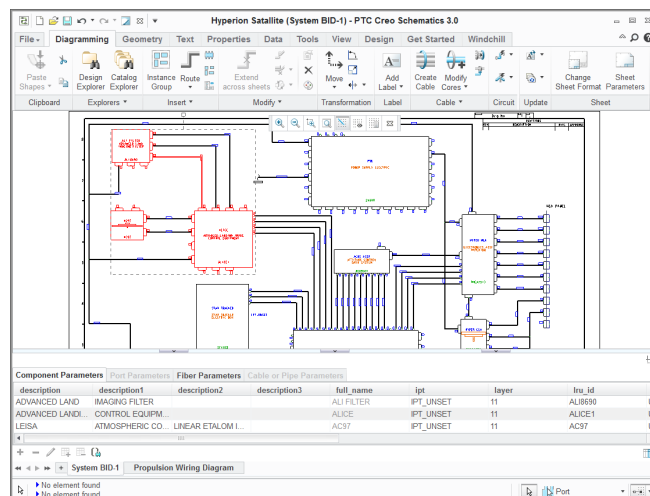 Hyperion Satallite (System BID-1) - PTC Creo Schematics 3.0
File Diagramming Geometry Text Properties Data Tools View Design Get Started Windchill
Paste Shapes
Design Explorer
Catalog Explorer
Instance Group
Route
Extend across sheets
Move
Add Label
Create Cable
Modify Cores
Change Sheet Format
Sheet Parameters
Clipboard Explorers Insert Modify Transformation Label Cable Circuit Update Sheet
Component Parameters Port Parameters Fiber Parameters Cable or Pipe Parameters
description description1 description2 description3 full_name ipt layer lru_id
ADVANCED LAND IMAGING FILTER ALI FILTER IPT_UNSET 11 ALI8690
ADVANCED LANDI... CONTROL EQUIPM... ALICE IPT_UNSET 11 ALICE1
LEISA ATMOSPHERIC CO... LINEAR ETALOM I... AC97 IPT_UNSET 11 AC97
System BID-1 Propulsion Wiring Diagram
No element found
No element found
Port